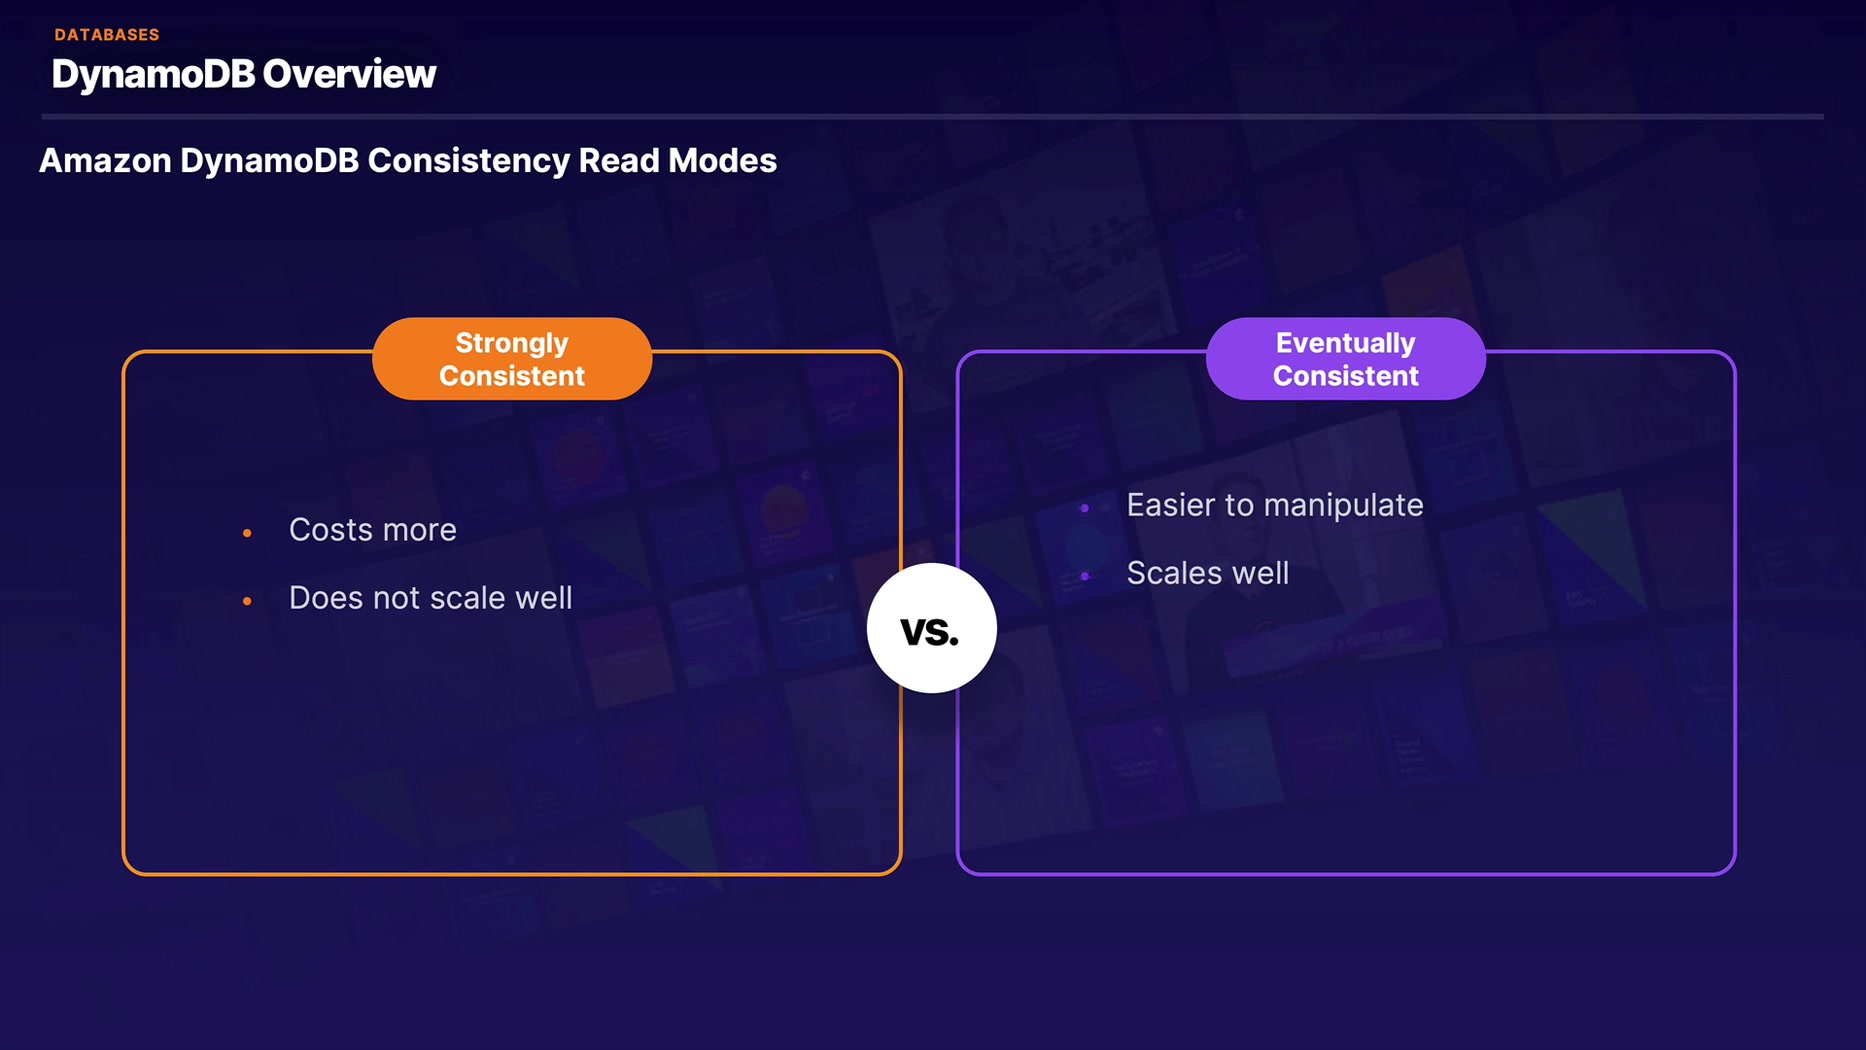 DATABASES
DynamoDB Overview
Amazon DynamoDB Consistency Read Modes
Strongly
Consistent
• Costs more
• Does not scale well
vs.
Eventually
Consistent
• Easier to manipulate
• Scales well